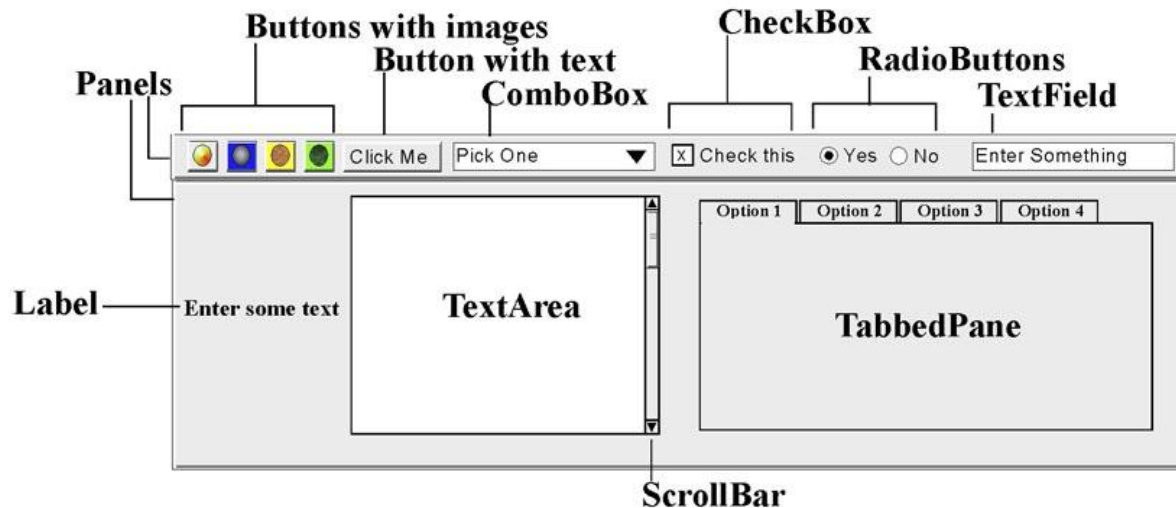 Buttons with images
Button with text
ComboBox
CheckBox
RadioButtons
TextField
Panels
Click Me
Pick One
X Check this
Yes
No
Enter Something
Option 1
Option 2
Option 3
Option 4
Label
Enter some text
TextArea
TabbedPane
ScrollBar